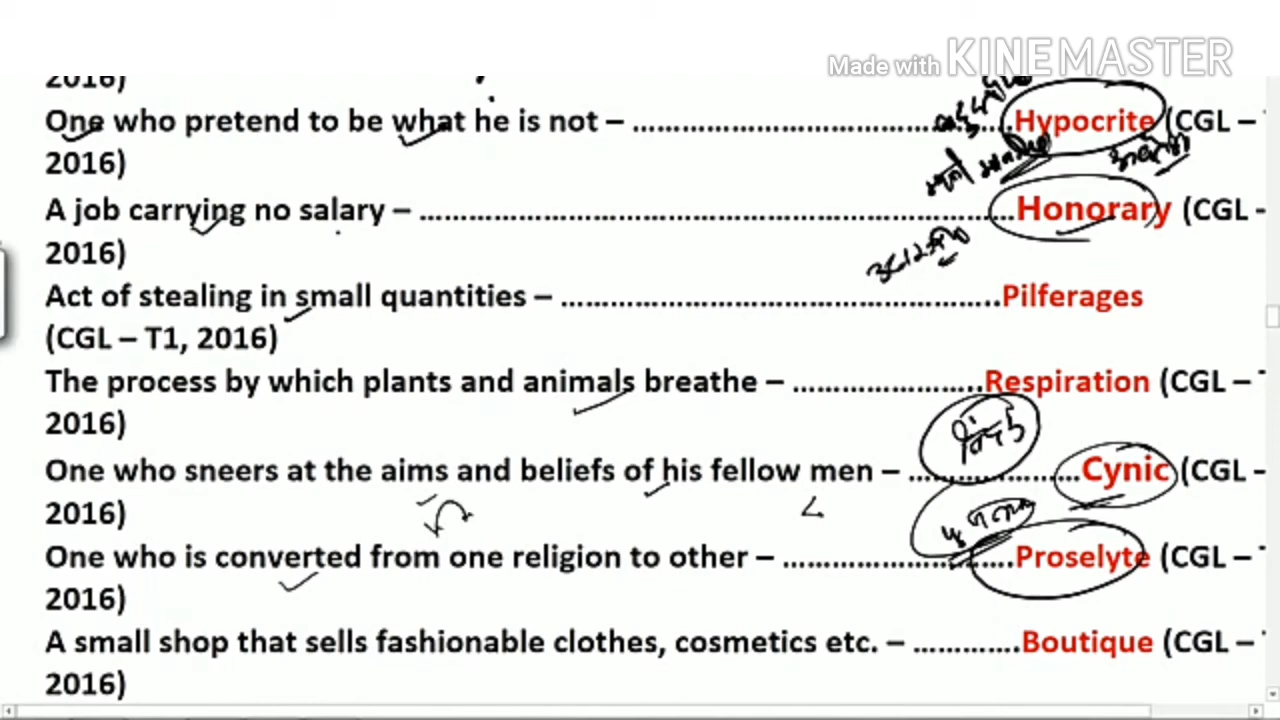 Made with KINEMASTER
2016)
One who pretend to be what he is not – ........................................Hypocrite (CGL –
2016)
A job carrying no salary – ................................................................Honorary (CGL -
2016)
Act of stealing in small quantities – ...............................................Pilferages
(CGL – T1, 2016)
The process by which plants and animals breathe – .....................Respiration (CGL –
2016)
One who sneers at the aims and beliefs of his fellow men – ...................Cynic (CGL –
2016)
One who is converted from one religion to other – .........................Proselyte (CGL –
2016)
A small shop that sells fashionable clothes, cosmetics etc. – .............Boutique (CGL –
2016)